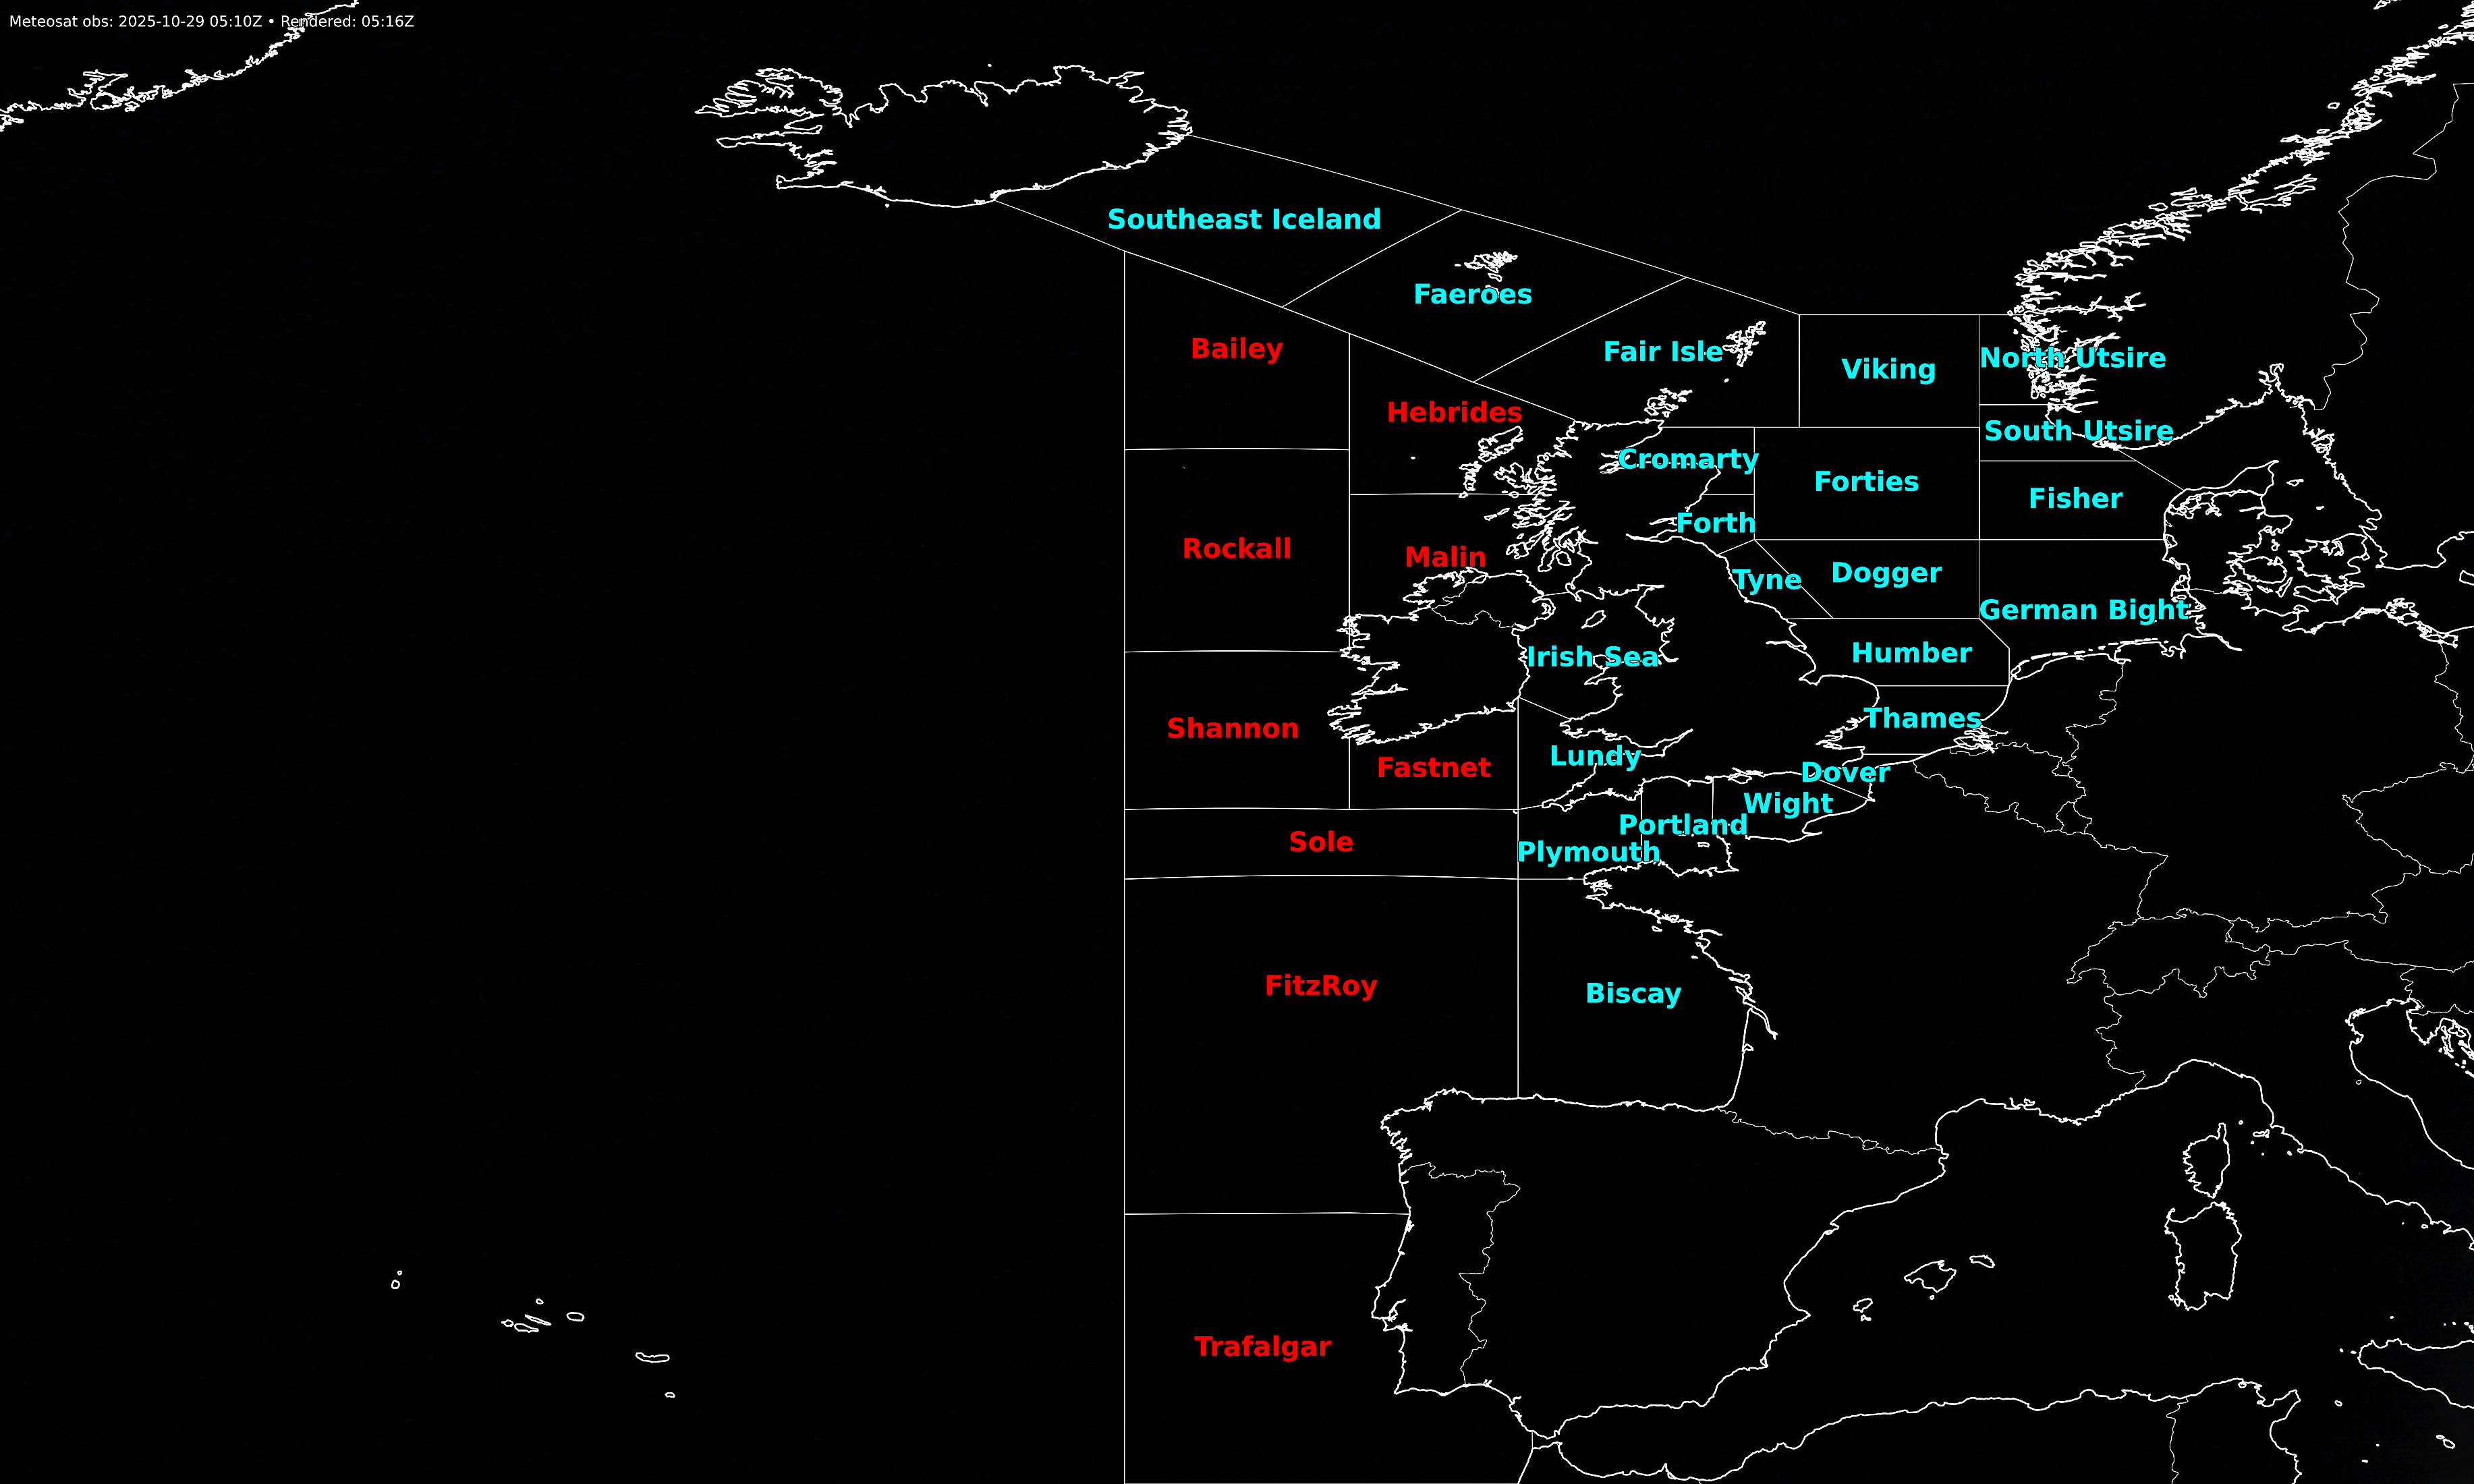 Meteosat obs: 2025-10-29 05:10Z • Rendered: 05:16Z
Southeast Iceland
Faeroes
Bailey
Fair Isle
Viking
North Utsire
Hebrides
South Utsire
Cromarty
Forties
Fisher
Forth
Rockall
Malin
Tyne
Dogger
German Bight
Irish Sea
Humber
Shannon
Thames
Fastnet
Lundy
Dover
Wight
Portland
Sole
Plymouth
FitzRoy
Biscay
Trafalgar